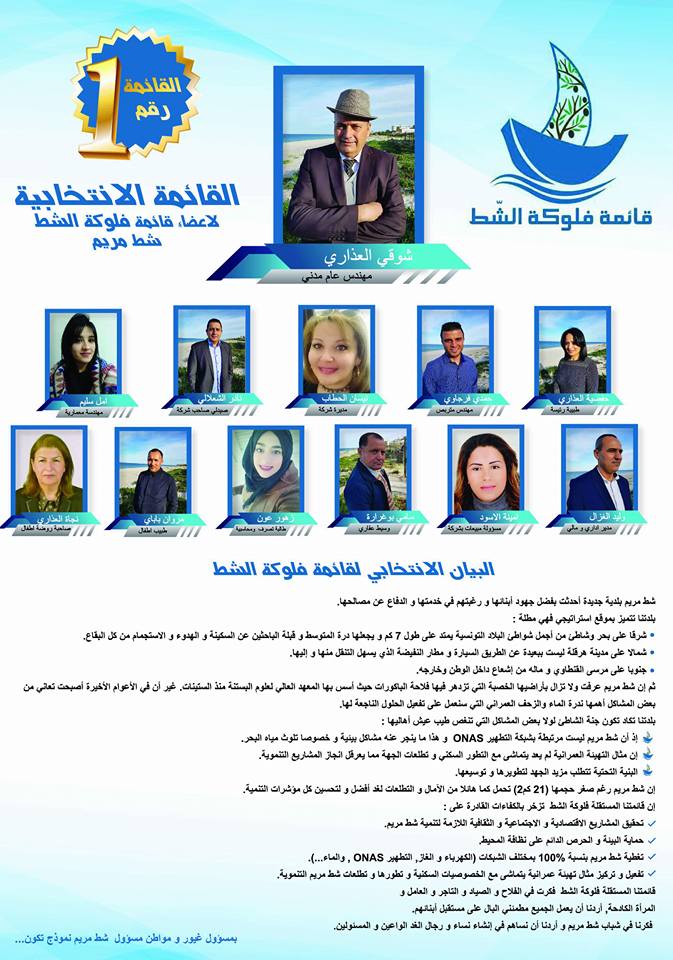 القائمة
رقم
1
القائمة الانتخابية
لاعضاء قائمة فلوكة الشط
شط مريم
قائمة فلوكة الشّط
شوقي العذاري
مهندس عام مدني
حفصية العذاري
طبيبة رئيسة
حمدي فرجاوي
مهندس متربص
نيسان الحطاب
مديرة شركة
نادر الشعلالي
صيدلي صاحب شركة
امل سليم
مهندسة معمارية
وليد الغزال
مدير اداري و مالي
امينة الاسود
مسؤولة مبيعات بشركة
سامي بوغرارة
وسيط عقاري
زهور عون
طالبة تصرف ومحاسبة
مروان باباي
طبيب اطفال
نجاة العذاري
صاحبة روضة اطفال
البيان الانتخابي لقائمة فلوكة الشط
شط مريم بلدية جديدة أحدثت بفضل جهود أبنائها و رغبتهم في خدمتها و الدفاع عن مصالحها.
بلدتنا تتميز بموقع استراتيجي فهي مطلة :
• شرقا على بحر وشاطئ من أجمل شواطئ البلاد التونسية يمتد على طول 7 كم و يجعلها درة المتوسط و قبلة الباحثين عن السكينة و الهدوء و الاستجمام من كل البقاع.
• شمالا على مدينة هرقلة ليست ببعيدة عن الطريق السيارة و مطار النفيضة الذي يسهل التنقل منها و إليها.
• جنوبا على مرسى القنطاوي و ماله من إشعاع داخل الوطن وخارجه.
ثم إن شط مريم عرفت ولا تزال بأراضيها الخصبة التي تزدهر فيها فلاحة الباكورات حيث أسس بها المعهد العالي لعلوم البستنة منذ الستينات. غير أن في الأعوام الأخيرة أصبحت تعاني من
بعض المشاكل أهمها ندرة الماء والزحف العمراني التي سنعمل على تفعيل الحلول الناجعة لها.
بلدتنا تكاد تكون جنة الشاطئ لولا بعض المشاكل التي تنغص طيب عيش أهاليها :
إذ أن شط مريم ليست مرتبطة بشبكة التطهير ONAS و هذا ما ينجر عنه مشاكل بيئية و خصوصا تلوث مياه البحر.
إن مثال التهيئة العمرانية لم يعد يتماشى مع التطور السكني و تطلعات الجهة مما يعرقل انجاز المشاريع التنموية.
البنية التحتية تتطلب مزيد الجهد لتطويرها و توسيعها.
إن شط مريم رغم صغر حجمها (21 كم2) تحمل كما هائلا من الآمال و التطلعات لغد أفضل و لتحسين كل مؤشرات التنمية.
إن قائمتنا المستقلة فلوكة الشط تزخر بالكفاءات القادرة على :
✓ تحقيق المشاريع الاقتصادية و الاجتماعية و الثقافية اللازمة لتنمية شط مريم.
✓ حماية البيئة و الحرص الدائم على نظافة المحيط.
✓ تغطية شط مريم بنسبة 100% بمختلف الشبكات (الكهرباء و الغاز, التطهير ONAS , والماء...).
✓ تفعيل و تركيز مثال تهيئة عمرانية يتماشى مع الخصوصيات السكنية و تطورها و تطلعات شط مريم التنموية.
قائمتنا المستقلة فلوكة الشط فكرت في الفلاح و الصياد و التاجر و العامل و
المرأة الكادحة, أردنا أن يعمل الجميع مطمئني البال على مستقبل أبنائهم.
فكرنا في شباب شط مريم و أردنا أن نساهم في إنشاء نساء و رجال الغد الواعين و المسئولين.
بمسؤول غيور و مواطن مسؤول شط مريم نموذج تكون...